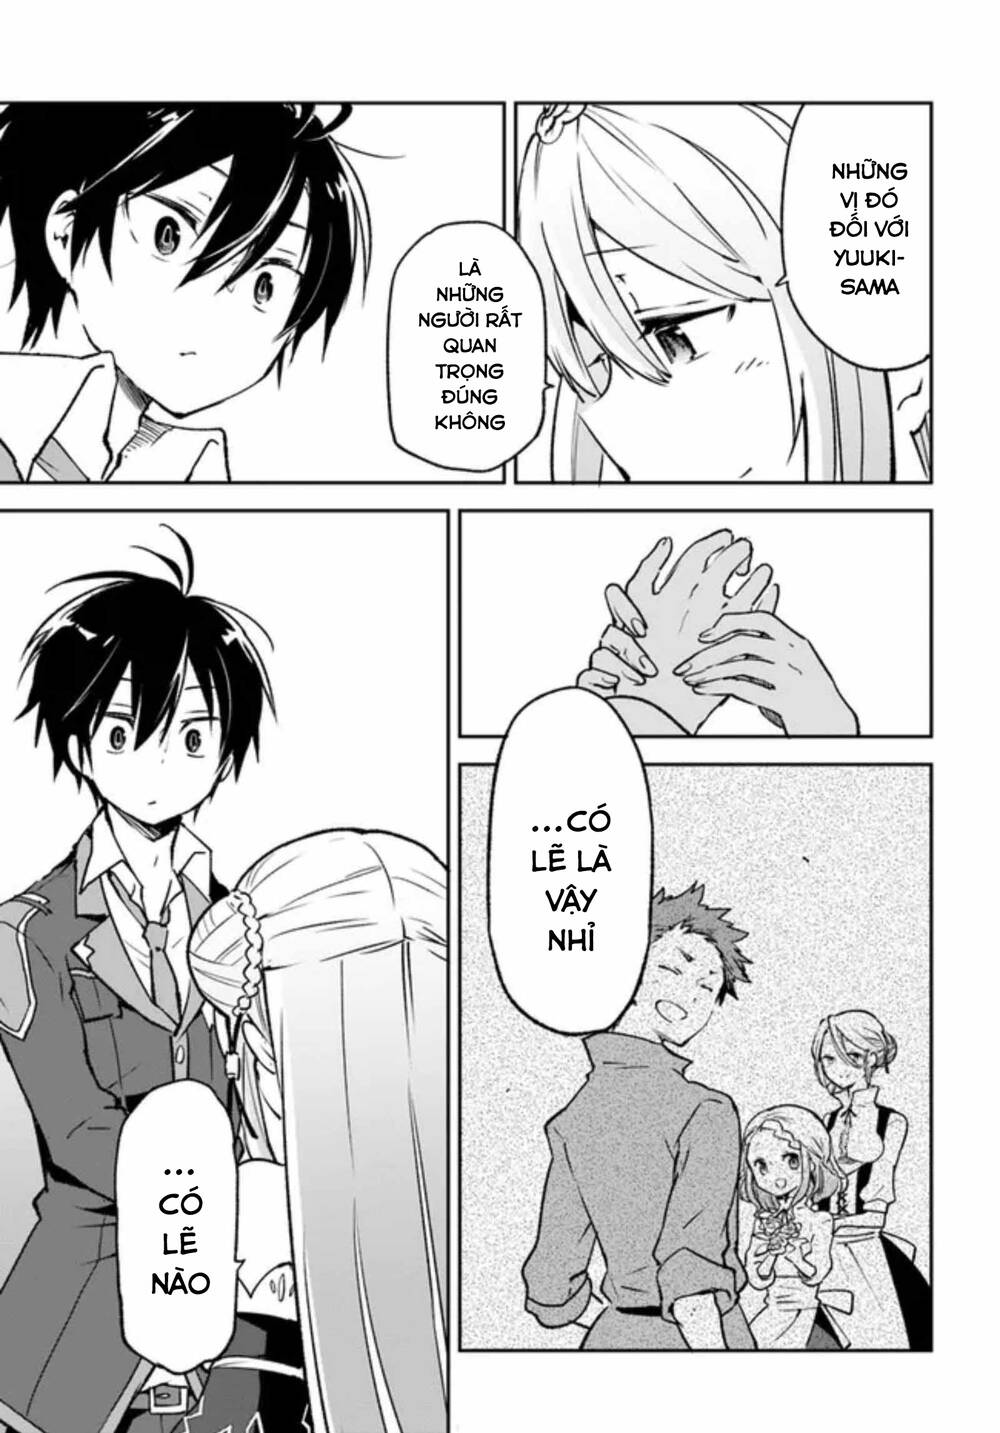 NHỮNG
VỊ ĐÓ
ĐỐI VỚI
YUUKI-
SAMA
LÀ
NHỮNG
NGƯỜI RẤT
QUAN
TRỌNG
ĐÚNG
KHÔNG
...CÓ
LẼ LÀ
VẬY
NHỈ
...
CÓ
LẼ
NÀO